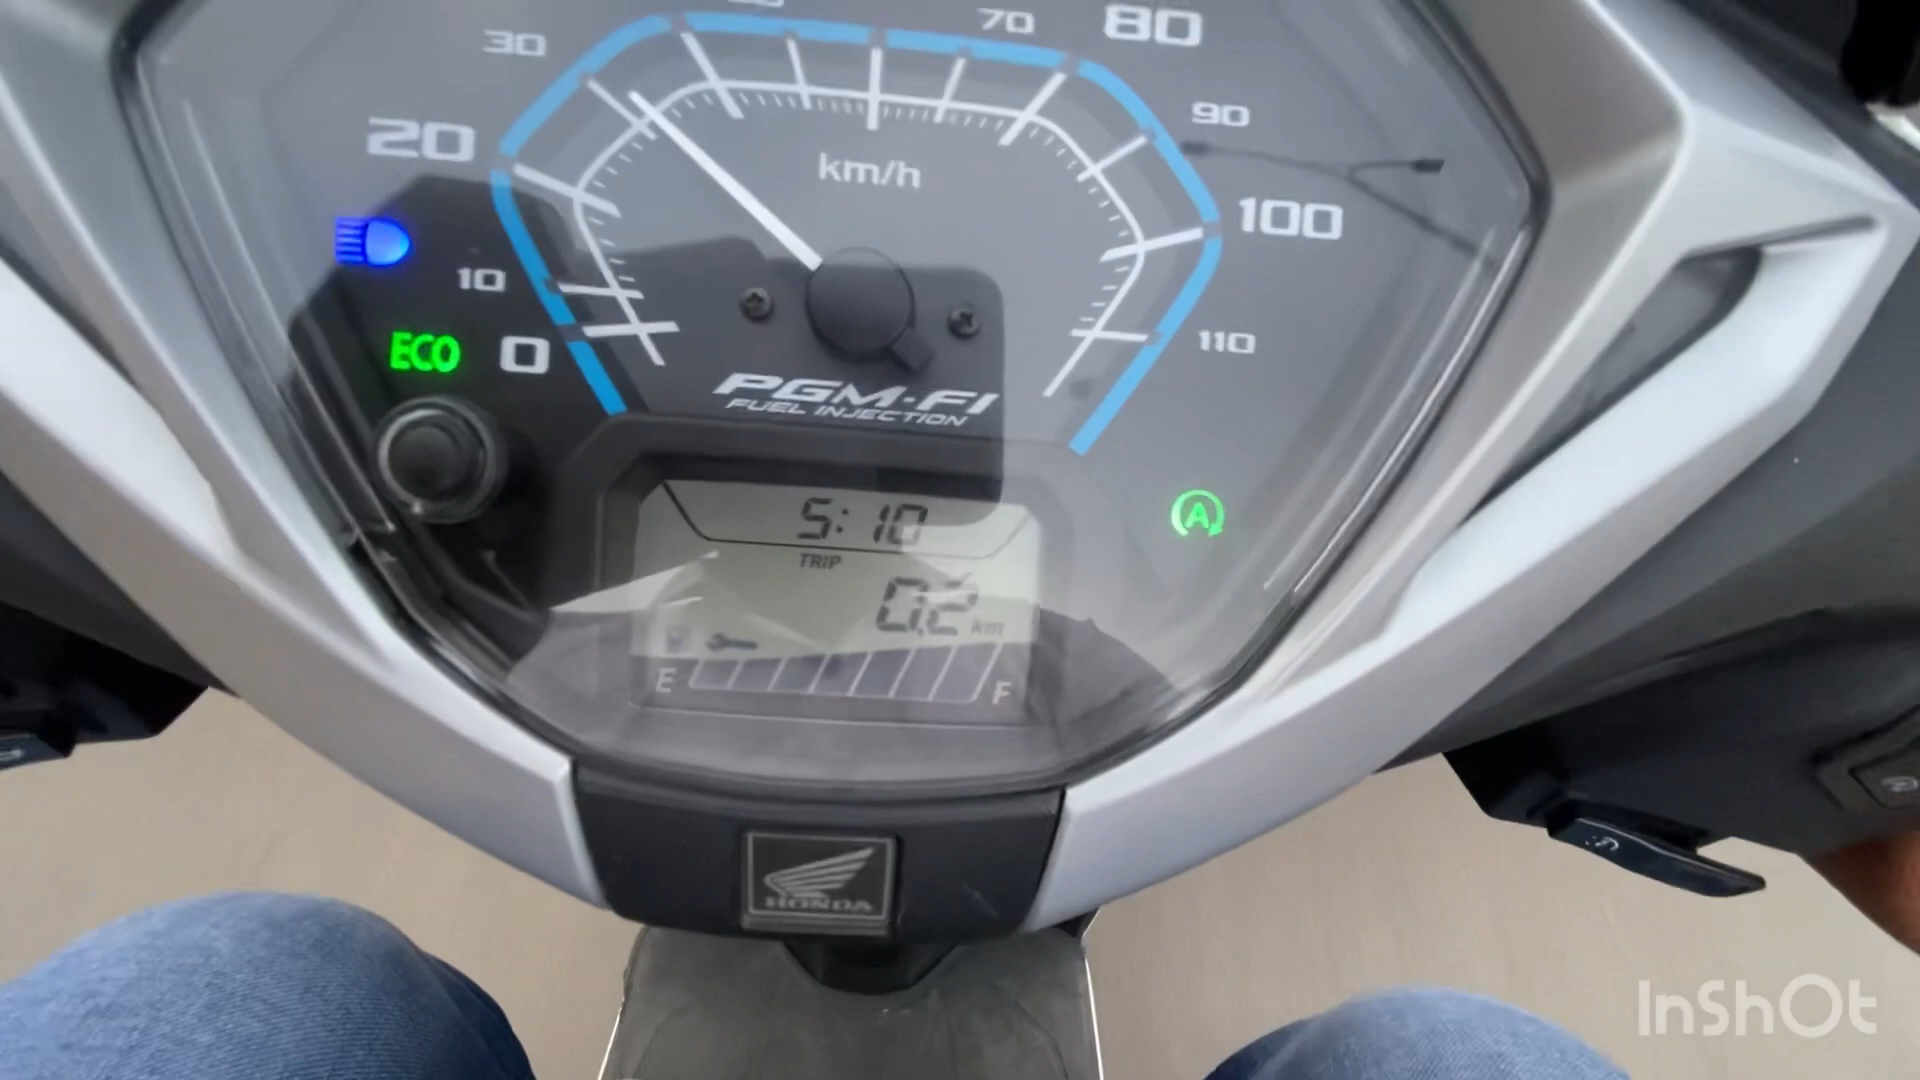 30
70
80
20
90
km/h
100
10
ECO
0
110
PGM-FI
FUEL INJECTION
A
5:10
TRIP
0.2 km
E
F
HONDA
InShOt